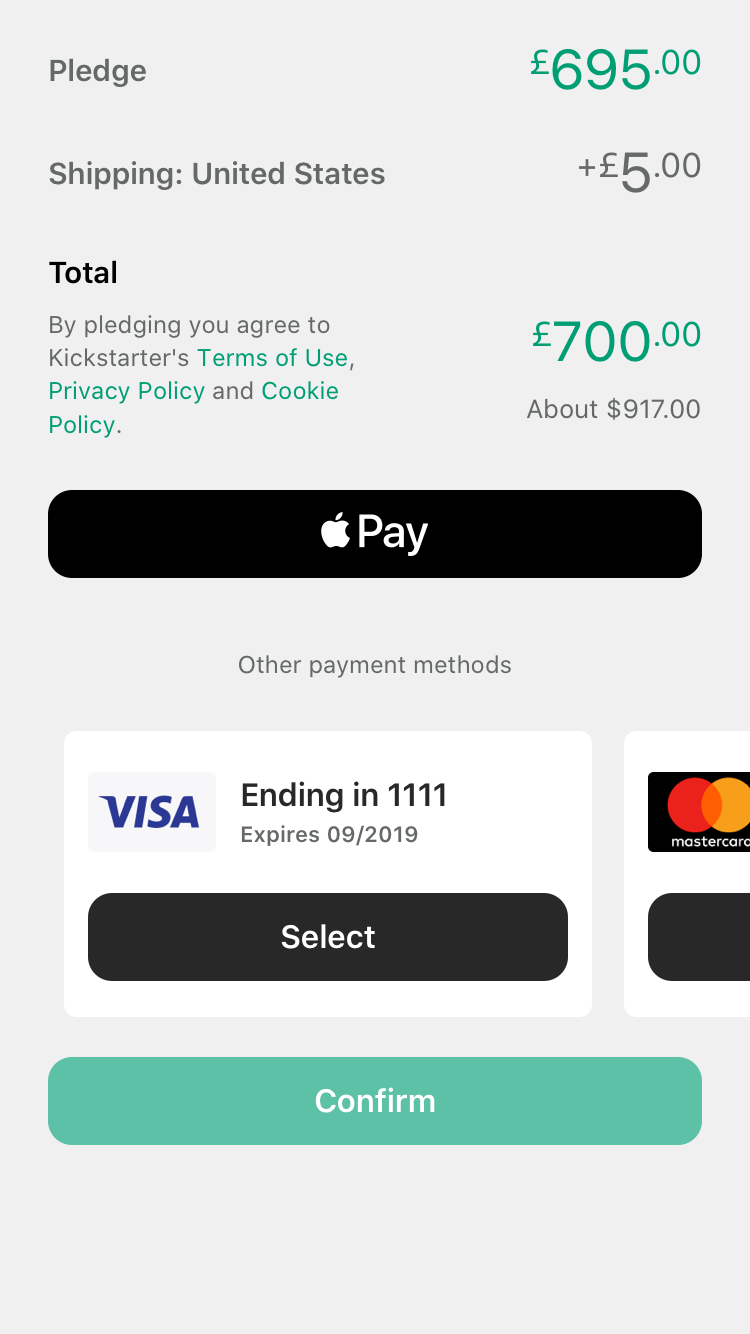 Pledge
£695.00
Shipping: United States
+£5.00
Total
By pledging you agree to
Kickstarter's Terms of Use,
Privacy Policy and Cookie
Policy.
£700.00
About $917.00
Pay
Other payment methods
VISA
Ending in 1111
Expires 09/2019
Select
mastercard
Confirm